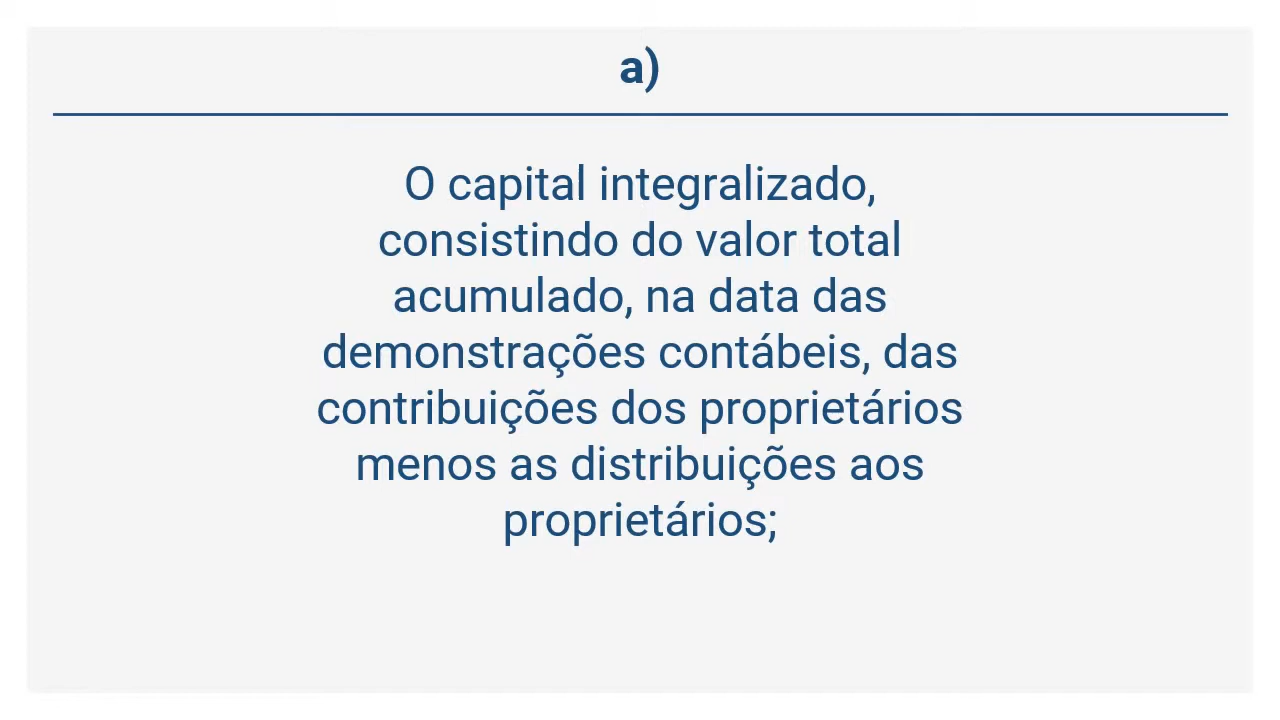 a)
O capital integralizado,
consistindo do valor total
acumulado, na data das
demonstrações contábeis, das
contribuições dos proprietários
menos as distribuições aos
proprietários;